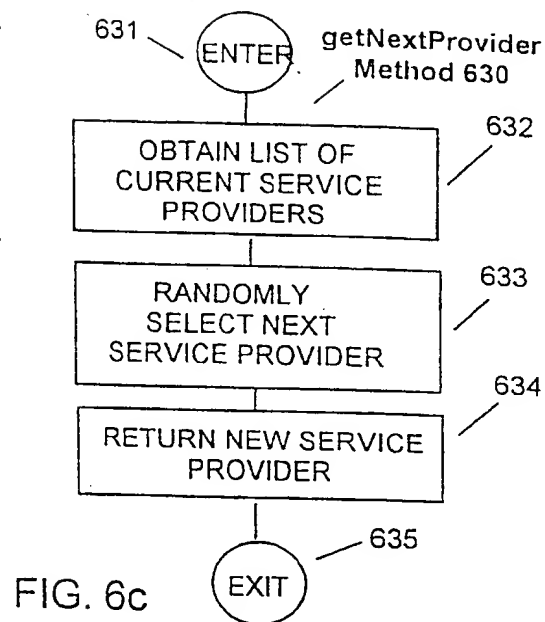 631
ENTER
getNextProvider
Method 630
632
OBTAIN LIST OF
CURRENT SERVICE
PROVIDERS
633
RANDOMLY
SELECT NEXT
SERVICE PROVIDER
634
RETURN NEW SERVICE
PROVIDER
635
EXIT
FIG. 6c